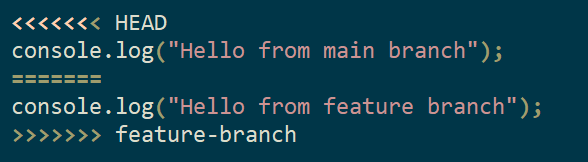 <<<<<<< HEAD
console.log("Hello from main branch");
=======
console.log("Hello from feature branch");
>>>>>>> feature-branch